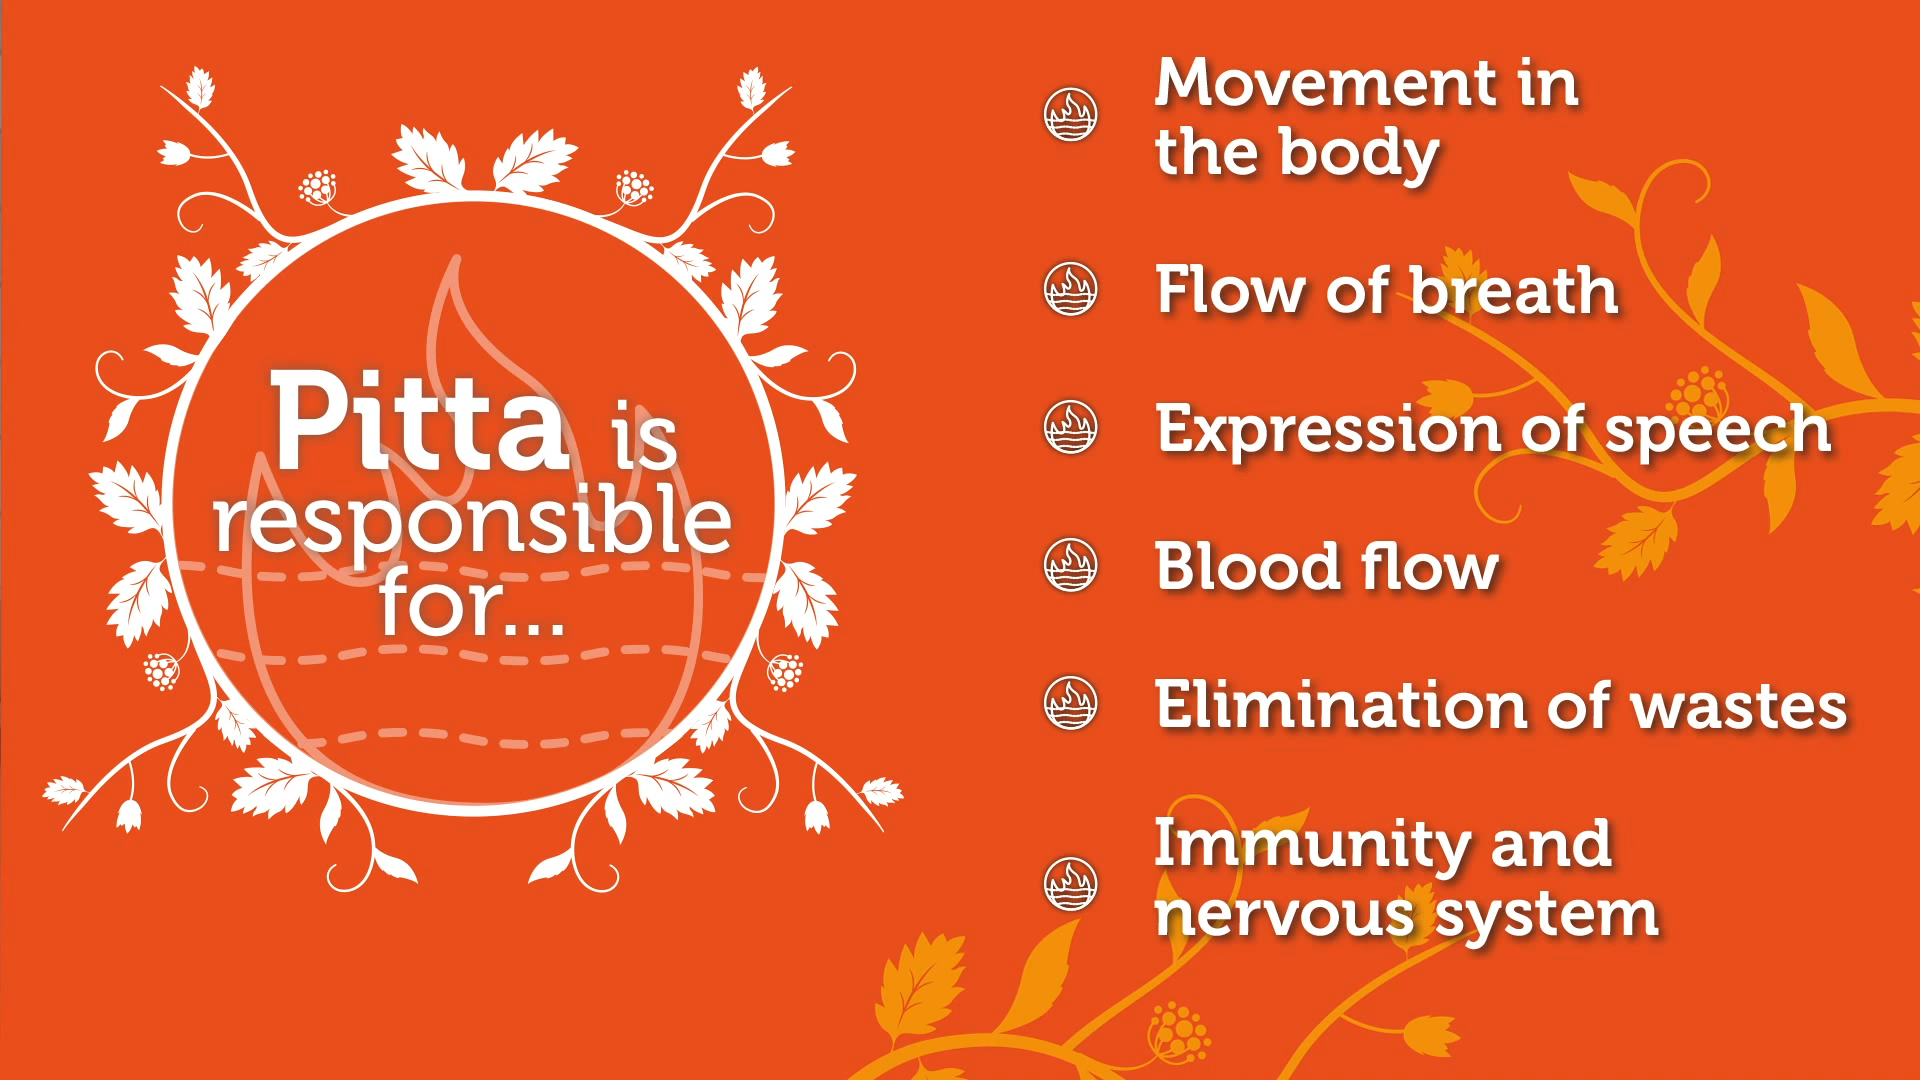 Pitta is
responsible
for...
Movement in
the body
Flow of breath
Expression of speech
Blood flow
Elimination of wastes
Immunity and
nervous system